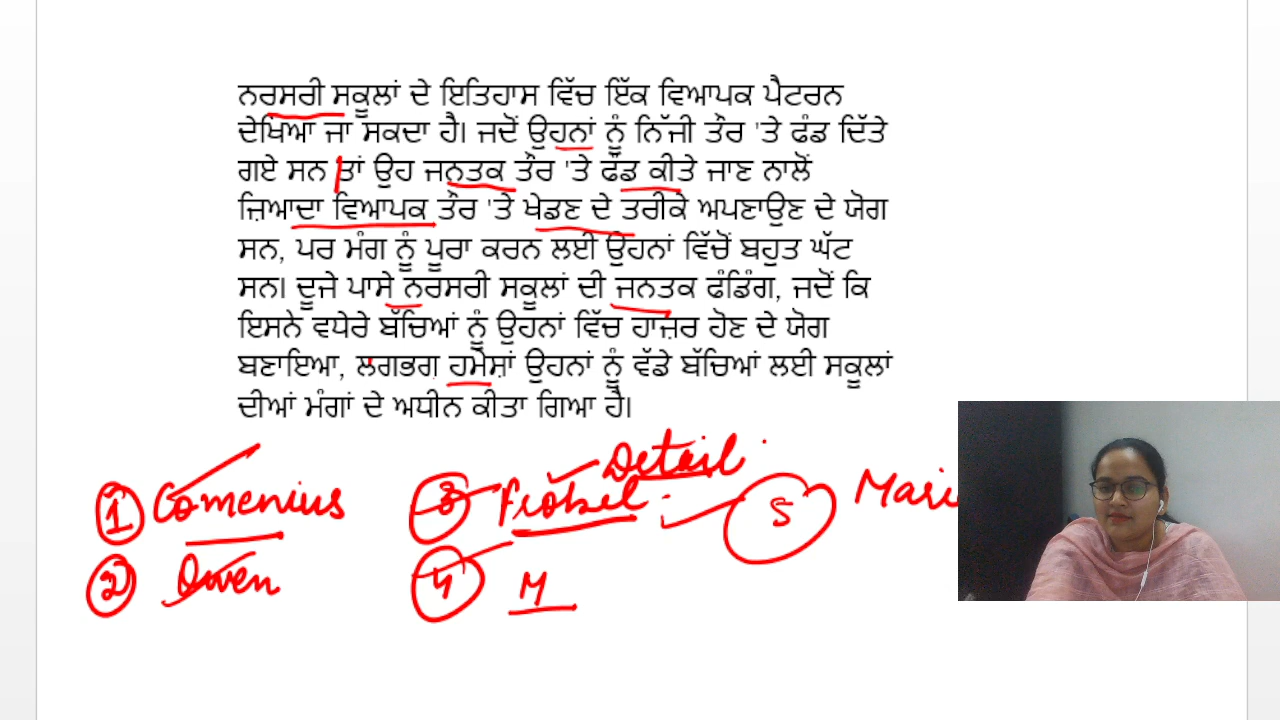 ਨਰਸਰੀ ਸਕੂਲਾਂ ਦੇ ਇਤਿਹਾਸ ਵਿੱਚ ਇੱਕ ਵਿਆਪਕ ਪੈਟਰਨ
ਦੇਖਿਆ ਜਾ ਸਕਦਾ ਹੈ। ਜਦੋਂ ਉਹਨਾਂ ਨੂੰ ਨਿੱਜੀ ਤੌਰ 'ਤੇ ਫੰਡ ਦਿੱਤੇ
ਗਏ ਸਨ ਤਾਂ ਉਹ ਜਨਤਕ ਤੌਰ 'ਤੇ ਫੰਡ ਕੀਤੇ ਜਾਣ ਨਾਲੋਂ
ਜ਼ਿਆਦਾ ਵਿਆਪਕ ਤੌਰ 'ਤੇ ਖੇਡਣ ਦੇ ਤਰੀਕੇ ਅਪਣਾਉਣ ਦੇ ਯੋਗ
ਸਨ, ਪਰ ਮੰਗ ਨੂੰ ਪੂਰਾ ਕਰਨ ਲਈ ਉਹਨਾਂ ਵਿੱਚੋਂ ਬਹੁਤ ਘੱਟ
ਸਨ। ਦੂਜੇ ਪਾਸੇ ਨਰਸਰੀ ਸਕੂਲਾਂ ਦੀ ਜਨਤਕ ਫੰਡਿੰਗ, ਜਦੋਂ ਕਿ
ਇਸਨੇ ਵਧੇਰੇ ਬੱਚਿਆਂ ਨੂੰ ਉਹਨਾਂ ਵਿੱਚ ਹਾਜ਼ਰ ਹੋਣ ਦੇ ਯੋਗ
ਬਣਾਇਆ, ਲਗਭਗ ਹਮੇਸ਼ਾਂ ਉਹਨਾਂ ਨੂੰ ਵੱਡੇ ਬੱਚਿਆਂ ਲਈ ਸਕੂਲਾਂ
ਦੀਆਂ ਮੰਗਾਂ ਦੇ ਅਧੀਨ ਕੀਤਾ ਗਿਆ ਹੈ।
Detail
1 Comenius 3 Frobel 5 Mari
2 Owen 4 M